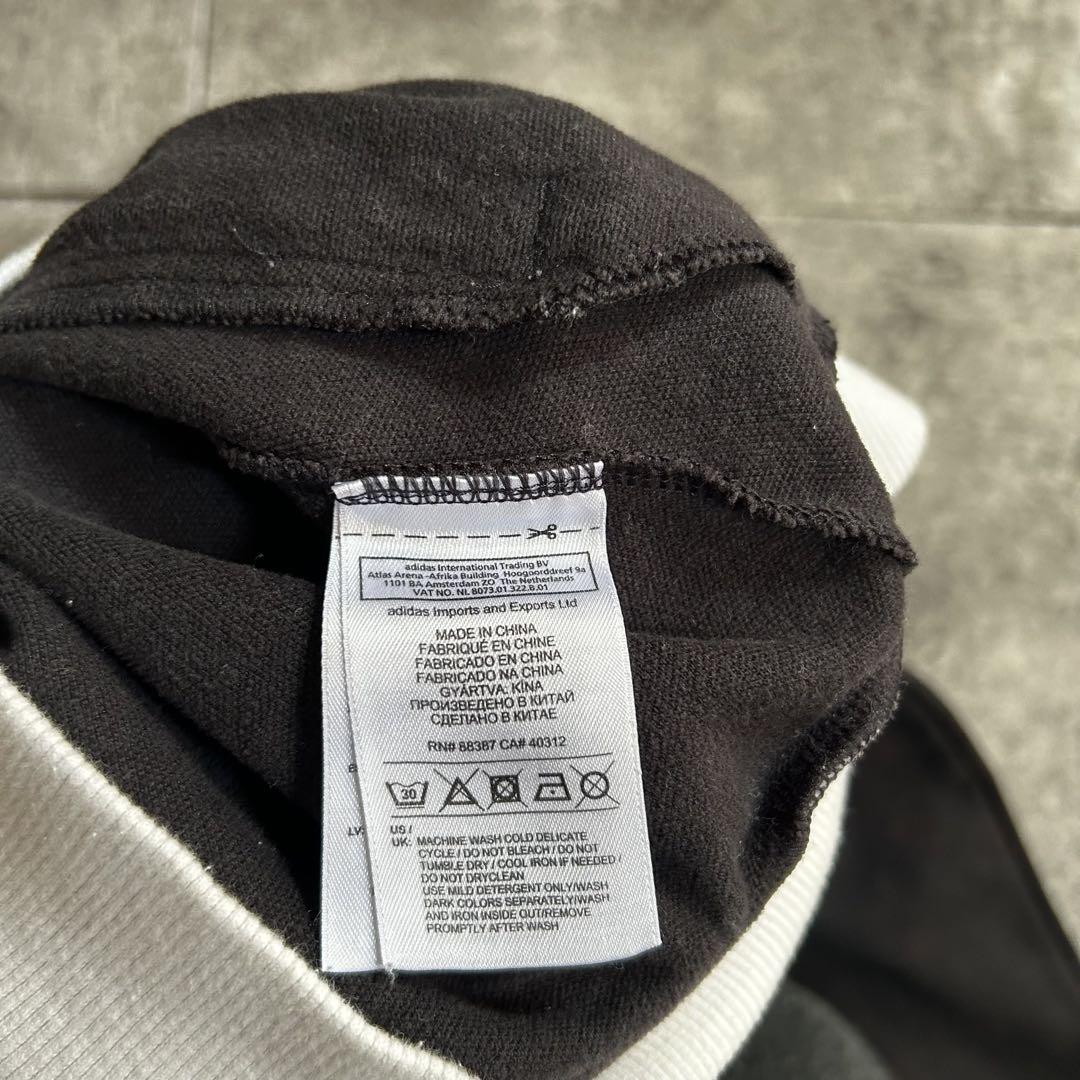 adidas International Trading BV
Atlas Arena -Afrika Building Hoogoorddreef 9a
1101 BA Amsterdam ZO The Netherlands
VAT NO. NL 8073.01.322.B.01
adidas Imports and Exports Ltd
MADE IN CHINA
FABRIQUÉ EN CHINE
FABRICADO EN CHINA
FABRICADO NA CHINA
GYÁRTVA: KÍNA
ПРОИЗВЕДЕНО В КИТАЙ
СДЕЛАНО В КИТАЕ
RN# 88387 CA# 40312
30
US /
UK: MACHINE WASH COLD DELICATE
CYCLE / DO NOT BLEACH / DO NOT
TUMBLE DRY / COOL IRON IF NEEDED /
DO NOT DRYCLEAN
USE MILD DETERGENT ONLY/WASH
DARK COLORS SEPARATELY/WASH
AND IRON INSIDE OUT/REMOVE
PROMPTLY AFTER WASH
LV: